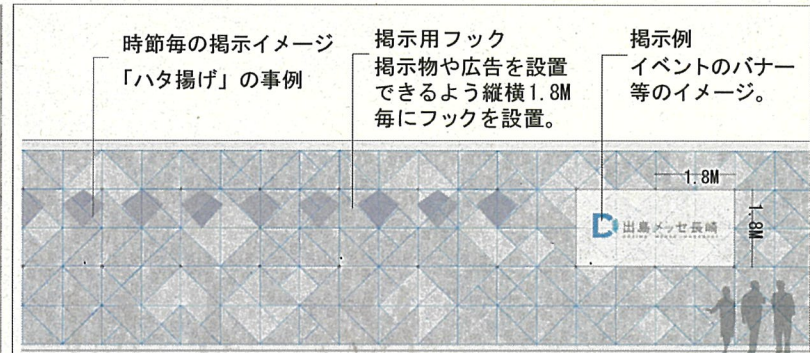 時節毎の掲示イメージ
「ハタ揚げ」の事例
掲示用フック
掲示物や広告を設置
できるよう縦横1.8M
毎にフックを設置。
掲示例
イベントのバナー
等のイメージ。
1.8M
1.8M
出島メッセ長崎